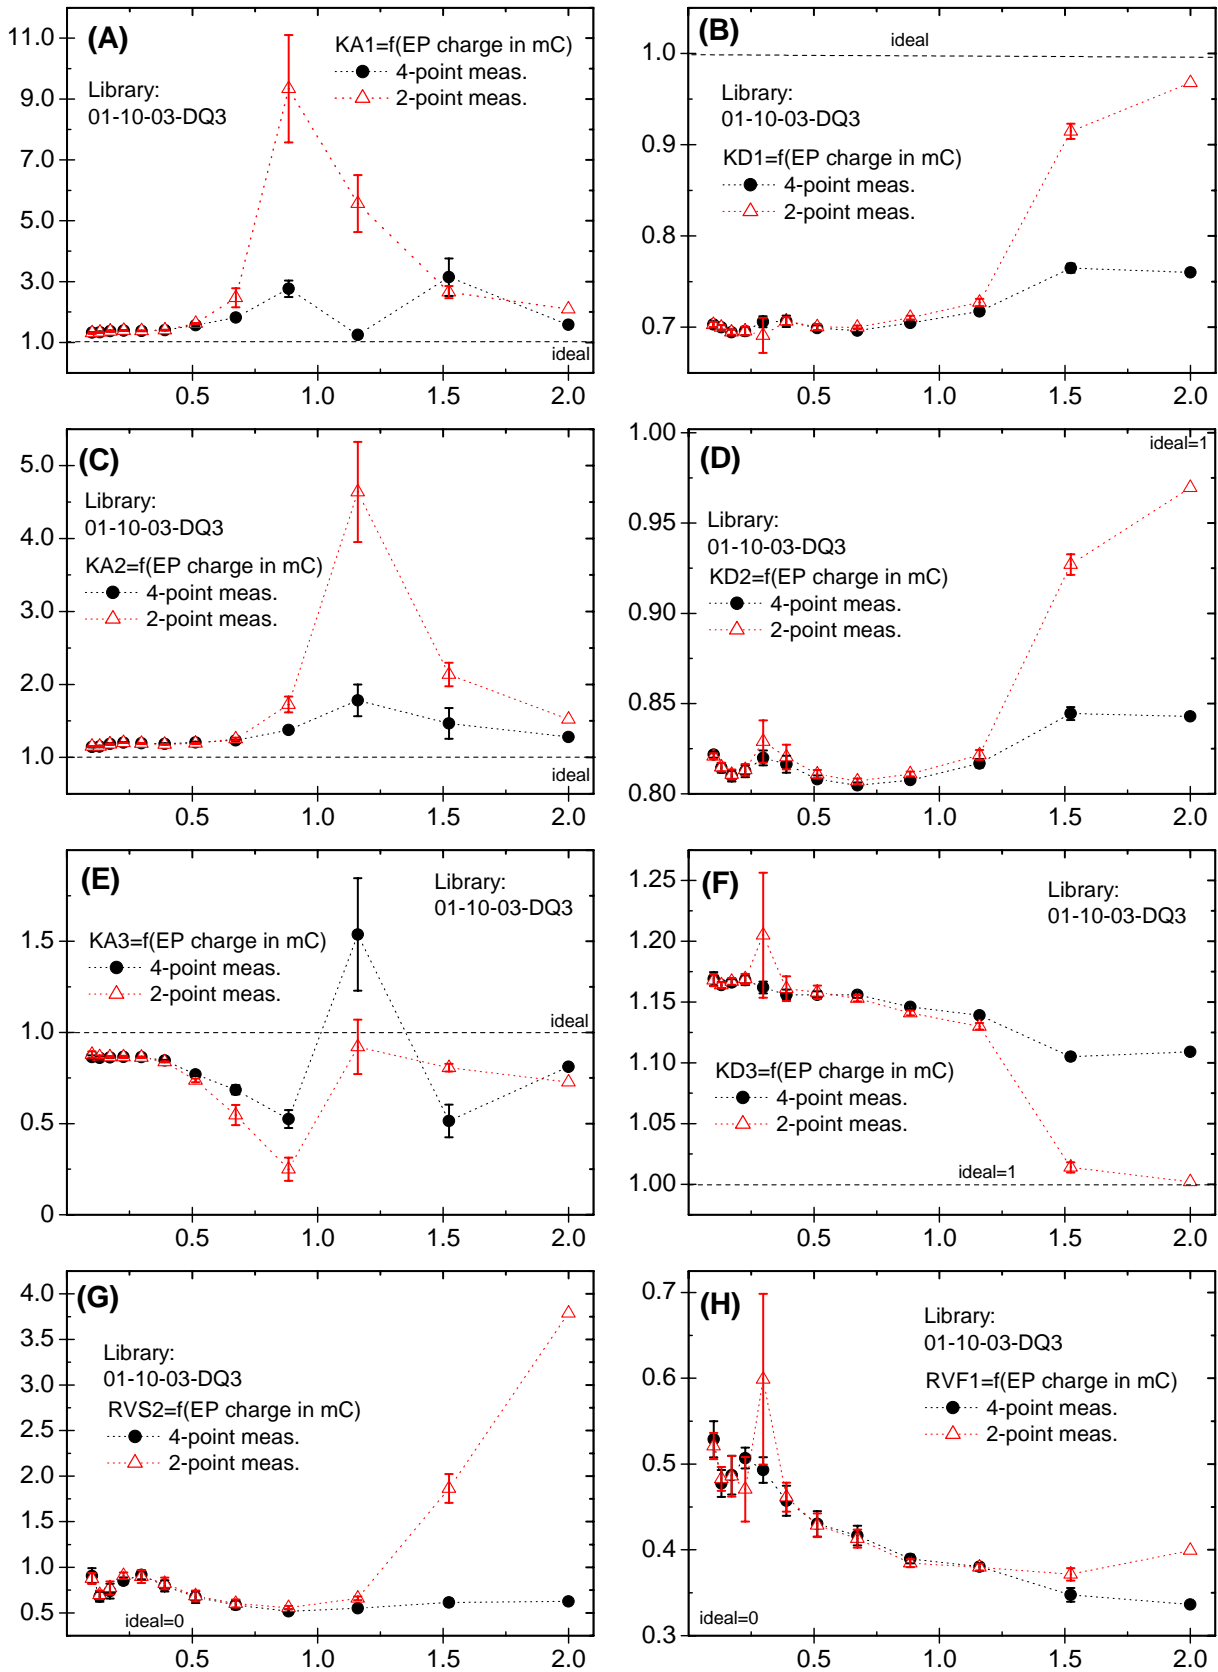 (A)
KA1=f(EP charge in mC)
4-point meas.
2-point meas.
Library:
01-10-03-DQ3
ideal
11.0
9.0
7.0
5.0
3.0
1.0
0.5
1.0
1.5
2.0
(B)
ideal
Library:
01-10-03-DQ3
KD1=f(EP charge in mC)
4-point meas.
2-point meas.
1.0
0.9
0.8
0.7
0.5
1.0
1.5
2.0
(C)
Library:
01-10-03-DQ3
KA2=f(EP charge in mC)
4-point meas.
2-point meas.
ideal
5.0
4.0
3.0
2.0
1.0
0.5
1.0
1.5
2.0
(D)
ideal=1
Library:
01-10-03-DQ3
KD2=f(EP charge in mC)
4-point meas.
2-point meas.
1.00
0.95
0.90
0.85
0.80
0.5
1.0
1.5
2.0
(E)
Library:
01-10-03-DQ3
KA3=f(EP charge in mC)
4-point meas.
2-point meas.
ideal
1.5
1.0
0.5
0
0.5
1.0
1.5
2.0
(F)
Library:
01-10-03-DQ3
KD3=f(EP charge in mC)
4-point meas.
2-point meas.
ideal=1
1.25
1.20
1.15
1.10
1.05
1.00
0.5
1.0
1.5
2.0
(G)
Library:
01-10-03-DQ3
RVS2=f(EP charge in mC)
4-point meas.
2-point meas.
ideal=0
4.0
3.5
3.0
2.5
2.0
1.5
1.0
0.5
0.5
1.0
1.5
2.0
(H)
Library:
01-10-03-DQ3
RVF1=f(EP charge in mC)
4-point meas.
2-point meas.
ideal=0
0.7
0.6
0.5
0.4
0.3
0.5
1.0
1.5
2.0